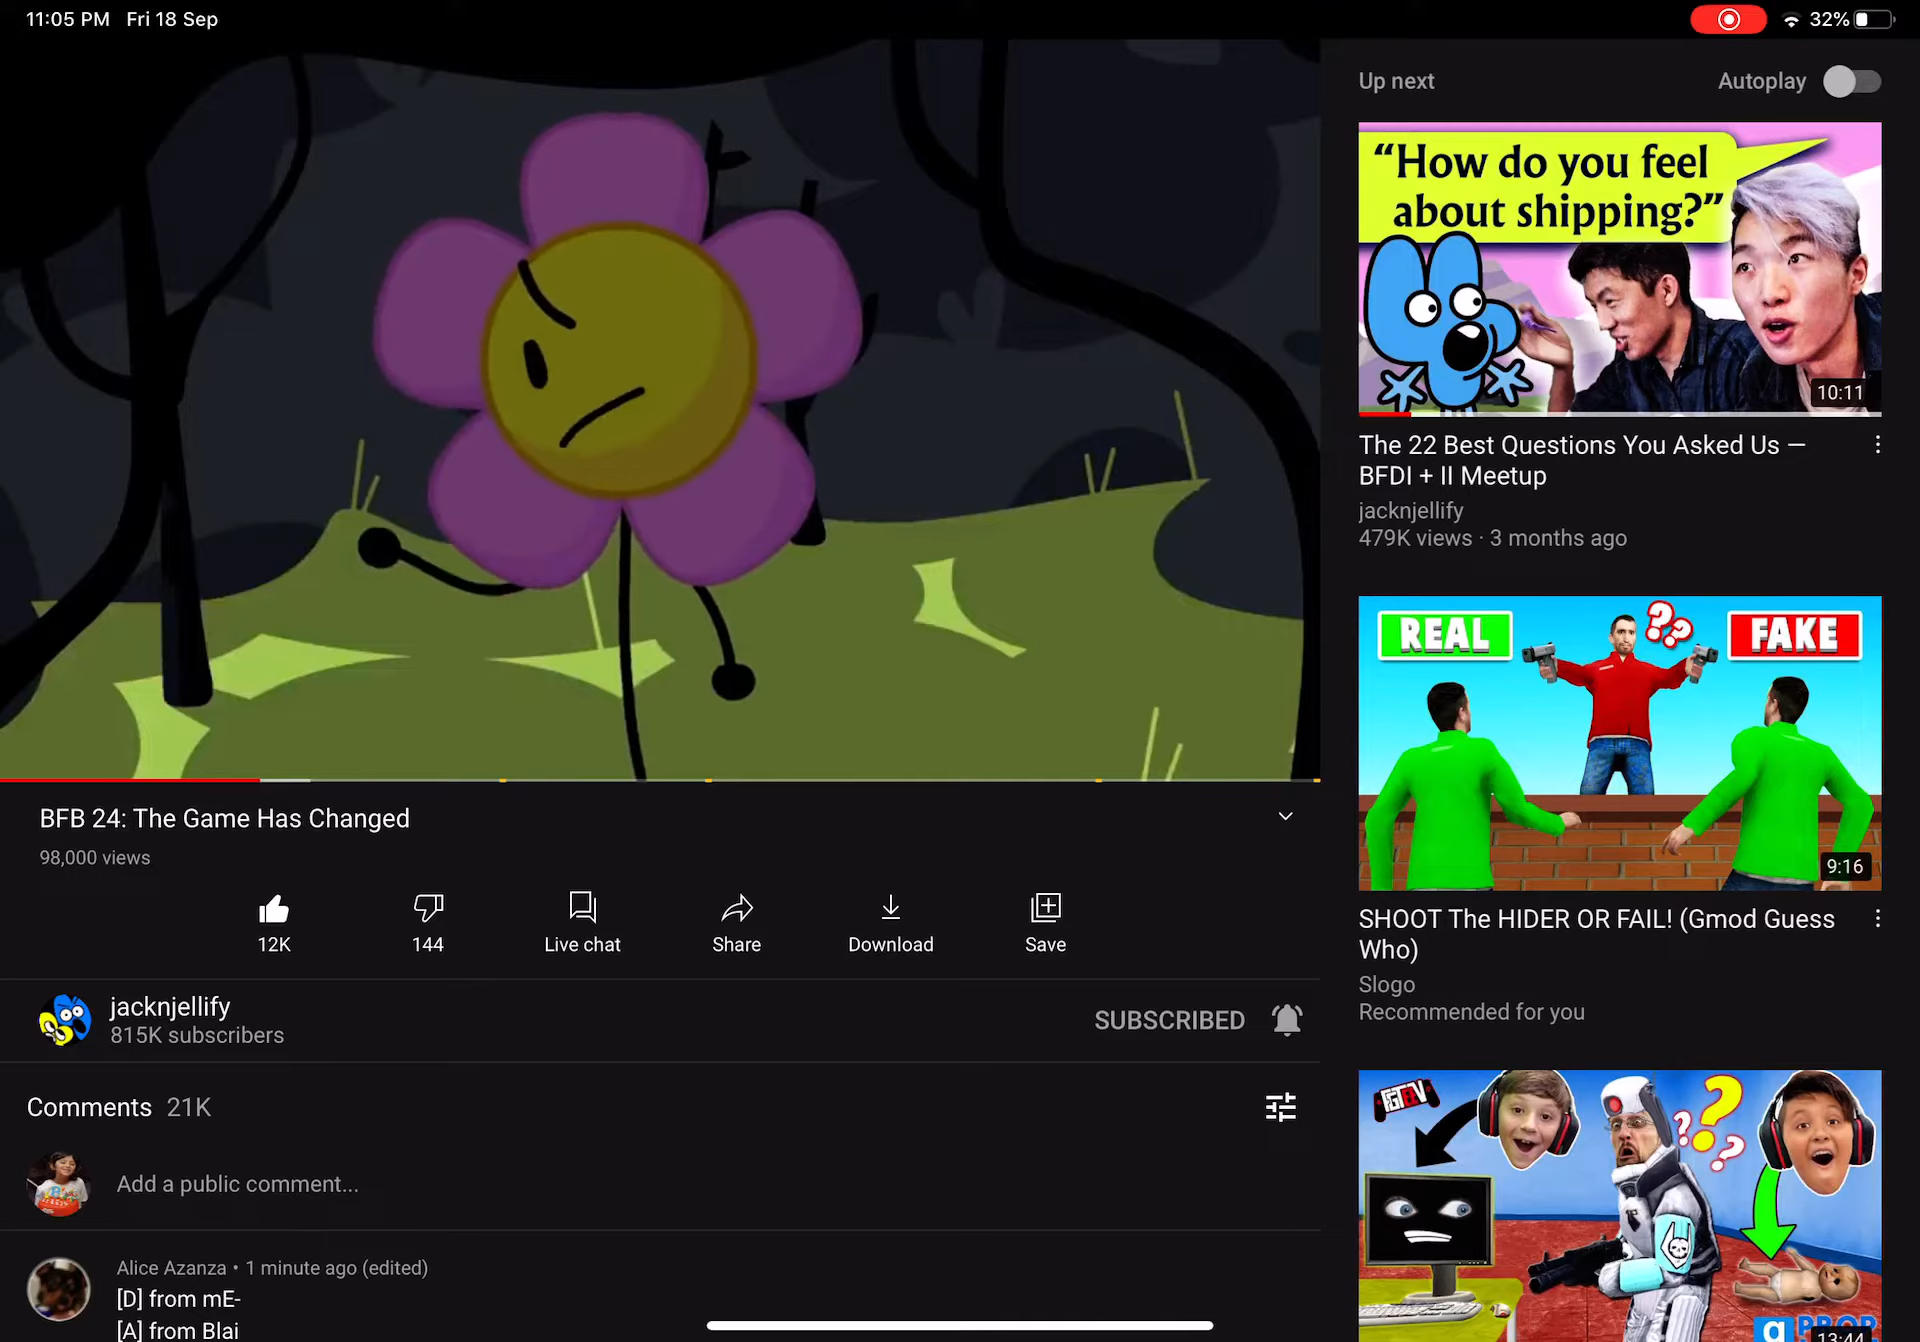 11:05 PM Fri 18 Sep
32%
Up next
Autoplay
“How do you feel
about shipping?”
10:11
The 22 Best Questions You Asked Us —
BFDI + II Meetup
jacknjellify
479K views · 3 months ago
REAL
??
FAKE
9:16
SHOOT The HIDER OR FAIL! (Gmod Guess
Who)
Slogo
Recommended for you
FGTEEV
? ? ?
13:44
BFB 24: The Game Has Changed
98,000 views
12K
144
Live chat
Share
Download
Save
jacknjellify
815K subscribers
SUBSCRIBED
Comments 21K
Add a public comment...
Alice Azanza • 1 minute ago (edited)
[D] from mE-
[A] from Blai